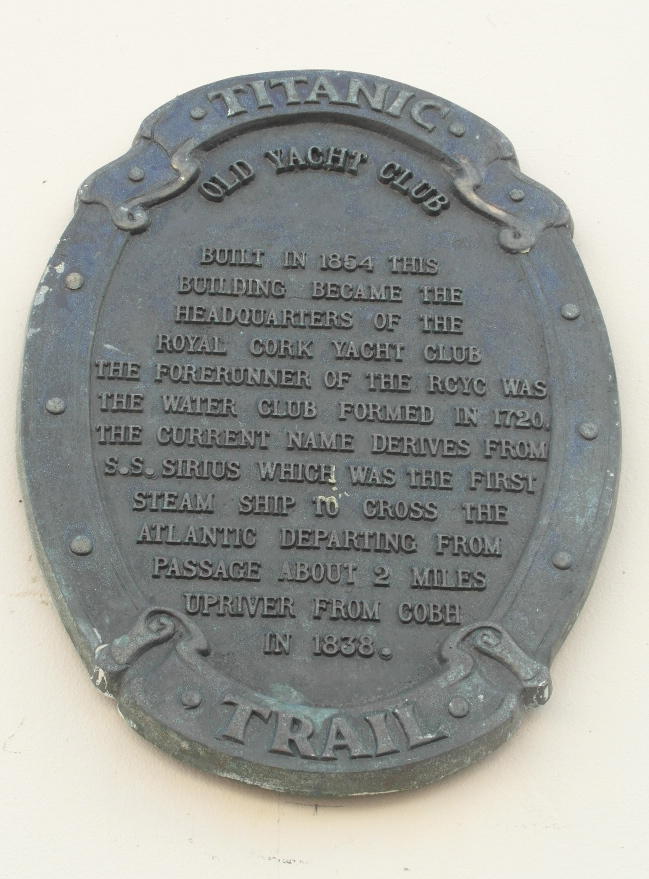 · TITANIC ·
OLD YACHT CLUB
BUILT IN 1854 THIS
BUILDING BECAME THE
HEADQUARTERS OF THE
ROYAL CORK YACHT CLUB
THE FORERUNNER OF THE RCYC WAS
THE WATER CLUB FORMED IN 1720.
THE CURRENT NAME DERIVES FROM
S.S. SIRIUS WHICH WAS THE FIRST
STEAM SHIP TO CROSS THE
ATLANTIC DEPARTING FROM
PASSAGE ABOUT 2 MILES
UPRIVER FROM COBH
IN 1838.
· TRAIL ·